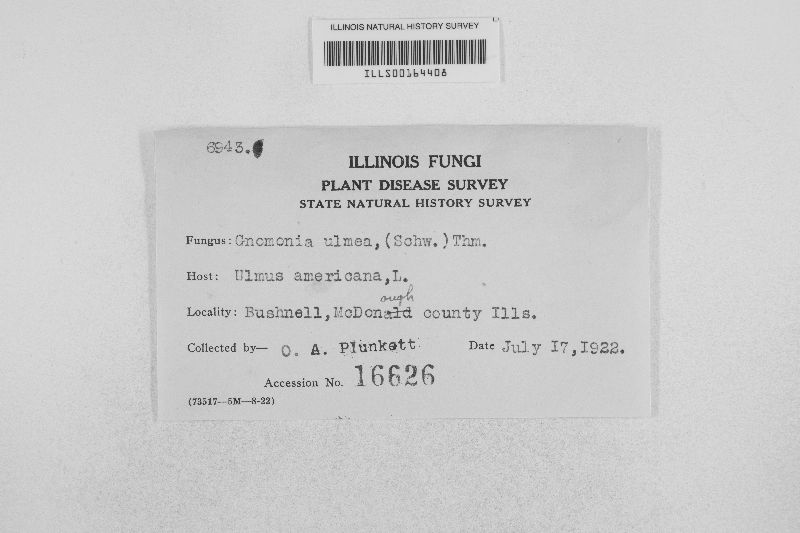 ILLINOIS NATURAL HISTORY SURVEY
ILLS00164408
6943.
ILLINOIS FUNGI
PLANT DISEASE SURVEY
STATE NATURAL HISTORY SURVEY
Fungus: Gnomonia ulmea, (Schw.) Thm.
Host: Ulmus americana, L.
ough
Locality: Bushnell, McDonald county Ills.
Collected by— O. A. Plunkett Date July 17, 1922.
Accession No. 16626
(73517—5M—8-22)